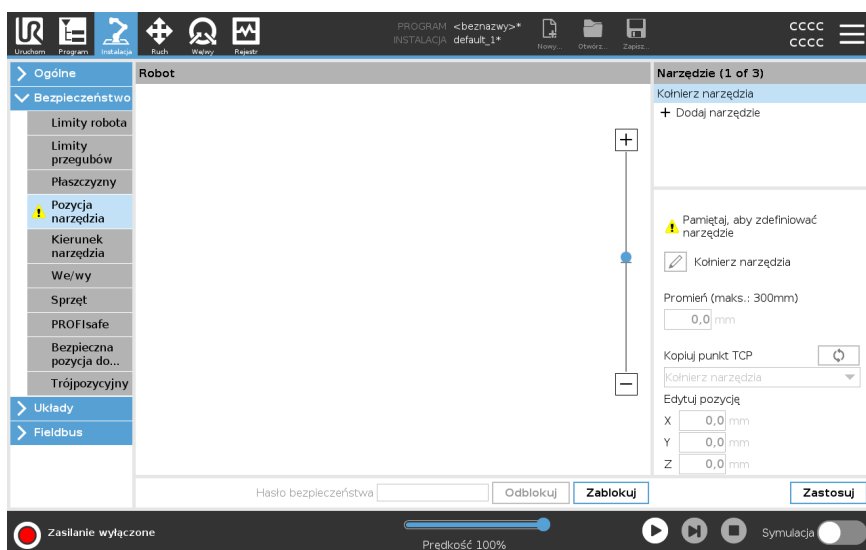 UR
PROGRAM <beznazwy>*
INSTALACJA default_1*
cccc
cccc
Uruchom Program Instalacja Ruch We/wy Rejestr
Nowy... Otwórz... Zapisz...
Ogólne
Bezpieczeństwo
Limity robota
Limity
przegubów
Płaszczyzny
Pozycja
narzędzia
Kierunek
narzędzia
We/wy
Sprzęt
PROFIsafe
Bezpieczna
pozycja do...
Trójpozycyjny
Układy
Fieldbus
Robot
Narzędzie (1 of 3)
Kołnierz narzędzia
+ Dodaj narzędzie
Pamiętaj, aby zdefiniować
narzędzie
Kołnierz narzędzia
Promień (maks.: 300mm)
0,0 mm
Kopiuj punkt TCP
Kołnierz narzędzia
Edytuj pozycję
X 0,0 mm
Y 0,0 mm
Z 0,0 mm
Hasło bezpieczeństwa Odblokuj Zablokuj Zastosuj
Zasilanie wyłączone
Prędkość 100%
Symulacja